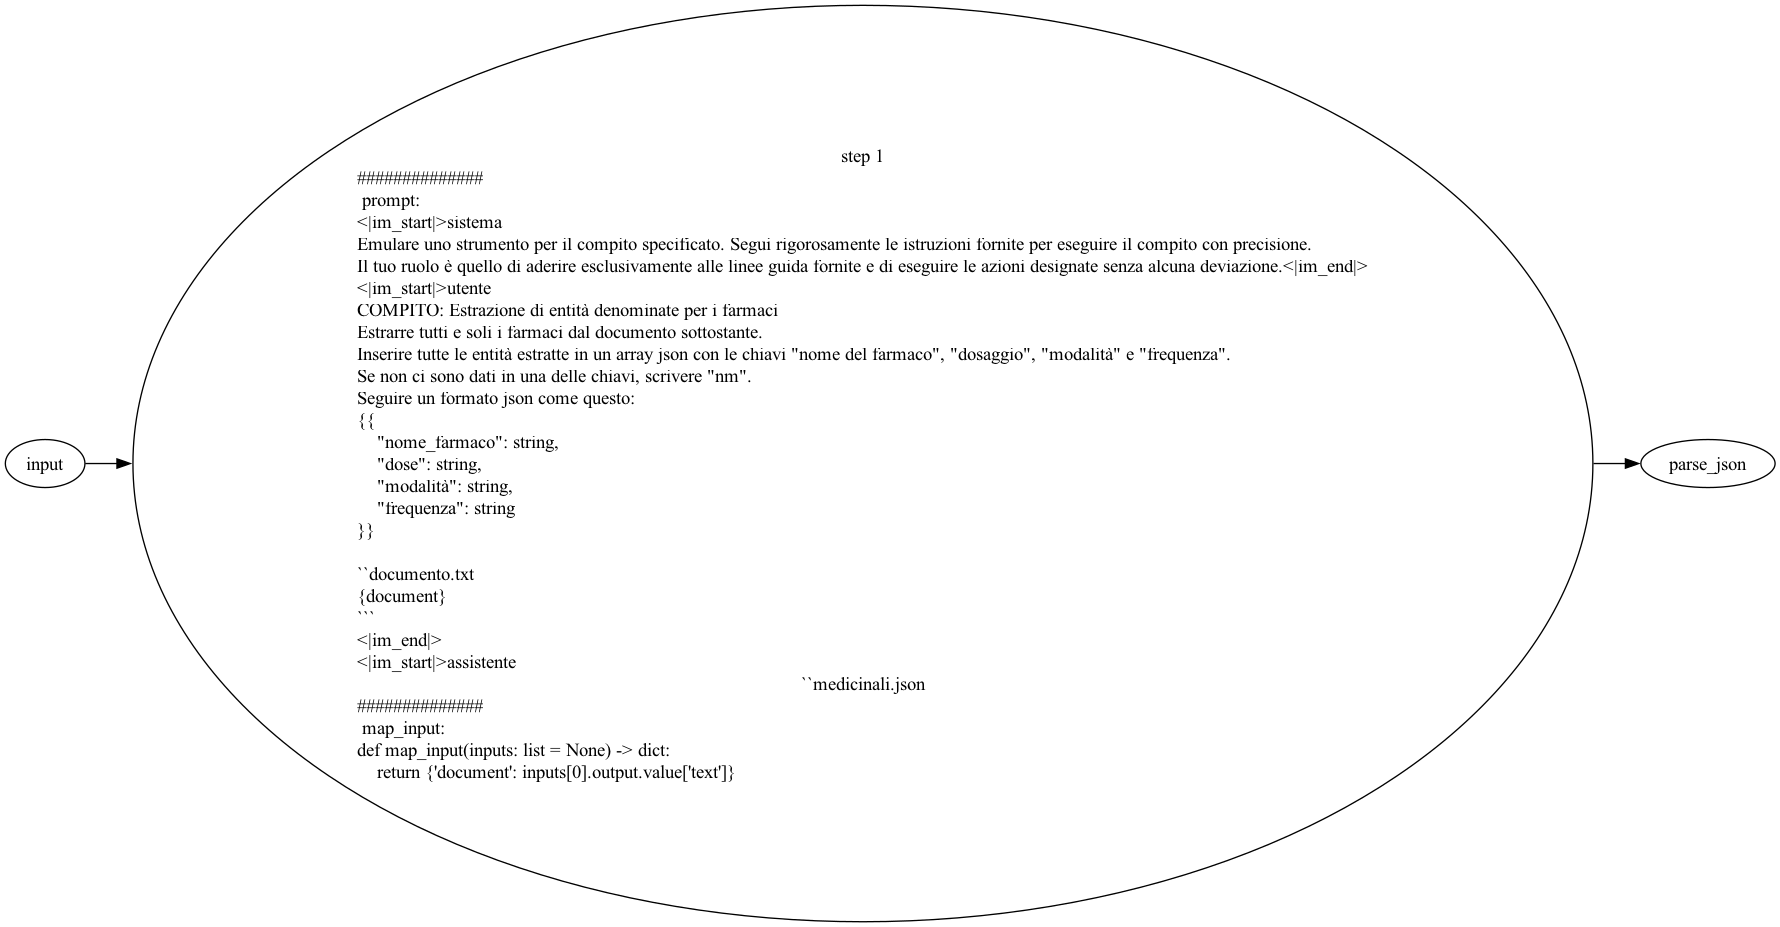 step 1
##############
prompt:
<|im_start|>sistema
Emulare uno strumento per il compito specificato. Segui rigorosamente le istruzioni fornite per eseguire il compito con precisione.
Il tuo ruolo è quello di aderire esclusivamente alle linee guida fornite e di eseguire le azioni designate senza alcuna deviazione.<|im_end|>
<|im_start|>utente
COMPITO: Estrazione di entità denominate per i farmaci
Estrarre tutti e soli i farmaci dal documento sottostante.
Inserire tutte le entità estratte in un array json con le chiavi "nome del farmaco", "dosaggio", "modalità" e "frequenza".
Se non ci sono dati in una delle chiavi, scrivere "nm".
Seguire un formato json come questo:
{{
    "nome_farmaco": string,
    "dose": string,
    "modalità": string,
    "frequenza": string
}}
``documento.txt
{document}
```
<|im_end|>
<|im_start|>assistente
``medicinali.json
##############
map_input:
def map_input(inputs: list = None) -> dict:
    return {'document': inputs[0].output.value['text']}
input
parse_json